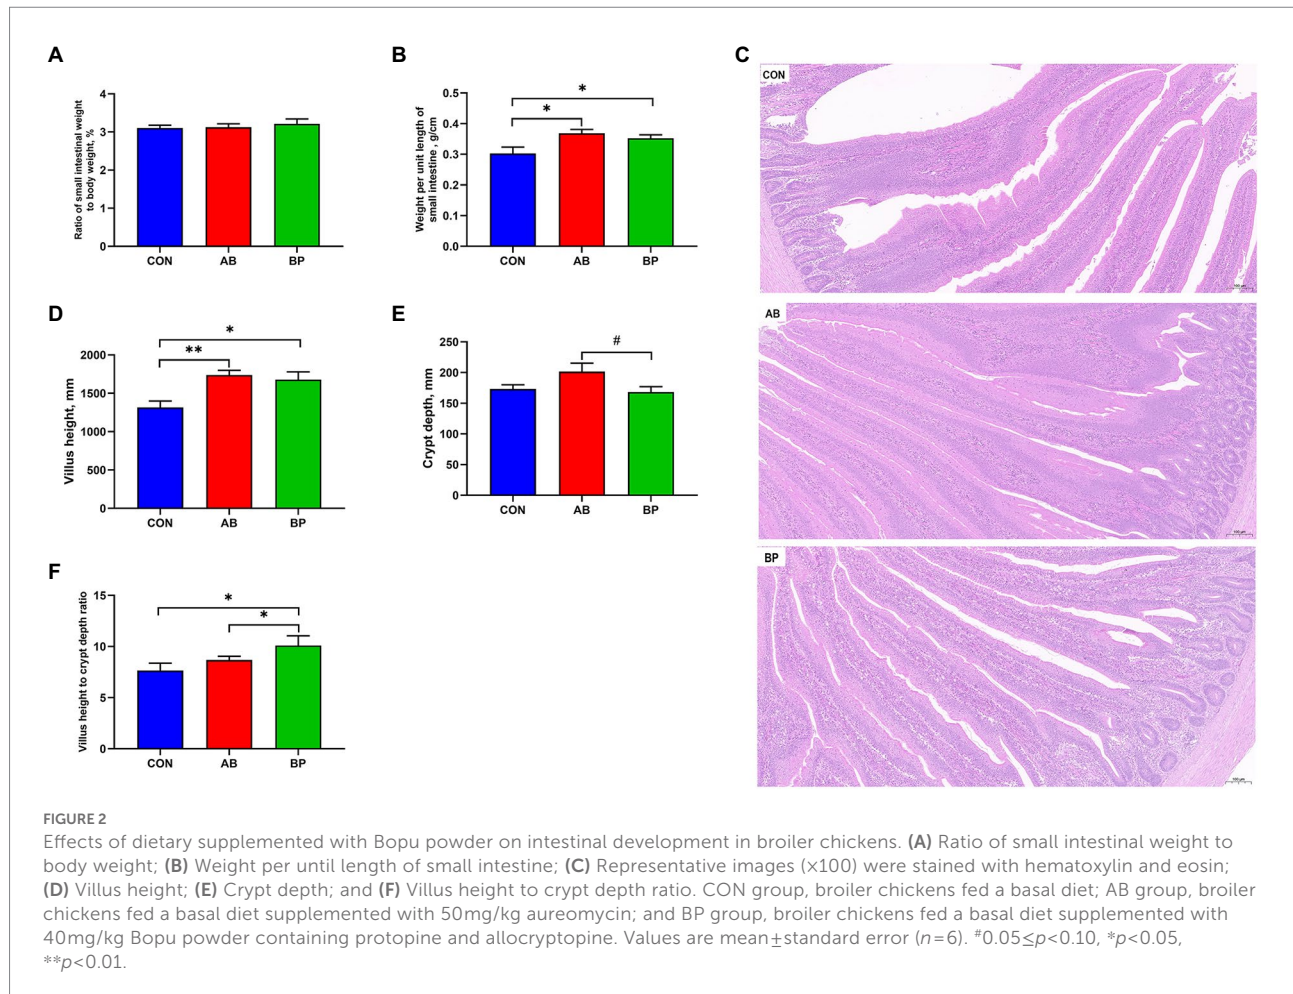 A
Ratio of small intestinal weight
to body weight, %
4
3
2
1
0
CON AB BP
B
Weight per unit length of
small intestine , g/cm
0.5
0.4
0.3
0.2
0.1
0.0
*
*
CON AB BP
C
CON
100 μm
AB
100 μm
BP
100 μm
D
Villus height, mm
2000
1500
1000
500
0
*
**
CON AB BP
E
Crypt depth, mm
250
200
150
100
50
0
#
CON AB BP
F
Villus height to crypt depth ratio
15
10
5
0
*
*
CON AB BP
FIGURE 2
Effects of dietary supplemented with Bopu powder on intestinal development in broiler chickens. (A) Ratio of small intestinal weight to
body weight; (B) Weight per until length of small intestine; (C) Representative images (×100) were stained with hematoxylin and eosin;
(D) Villus height; (E) Crypt depth; and (F) Villus height to crypt depth ratio. CON group, broiler chickens fed a basal diet; AB group, broiler
chickens fed a basal diet supplemented with 50mg/kg aureomycin; and BP group, broiler chickens fed a basal diet supplemented with
40mg/kg Bopu powder containing protopine and allocryptopine. Values are mean±standard error (n=6). #0.05≤p<0.10, *p<0.05,
**p<0.01.